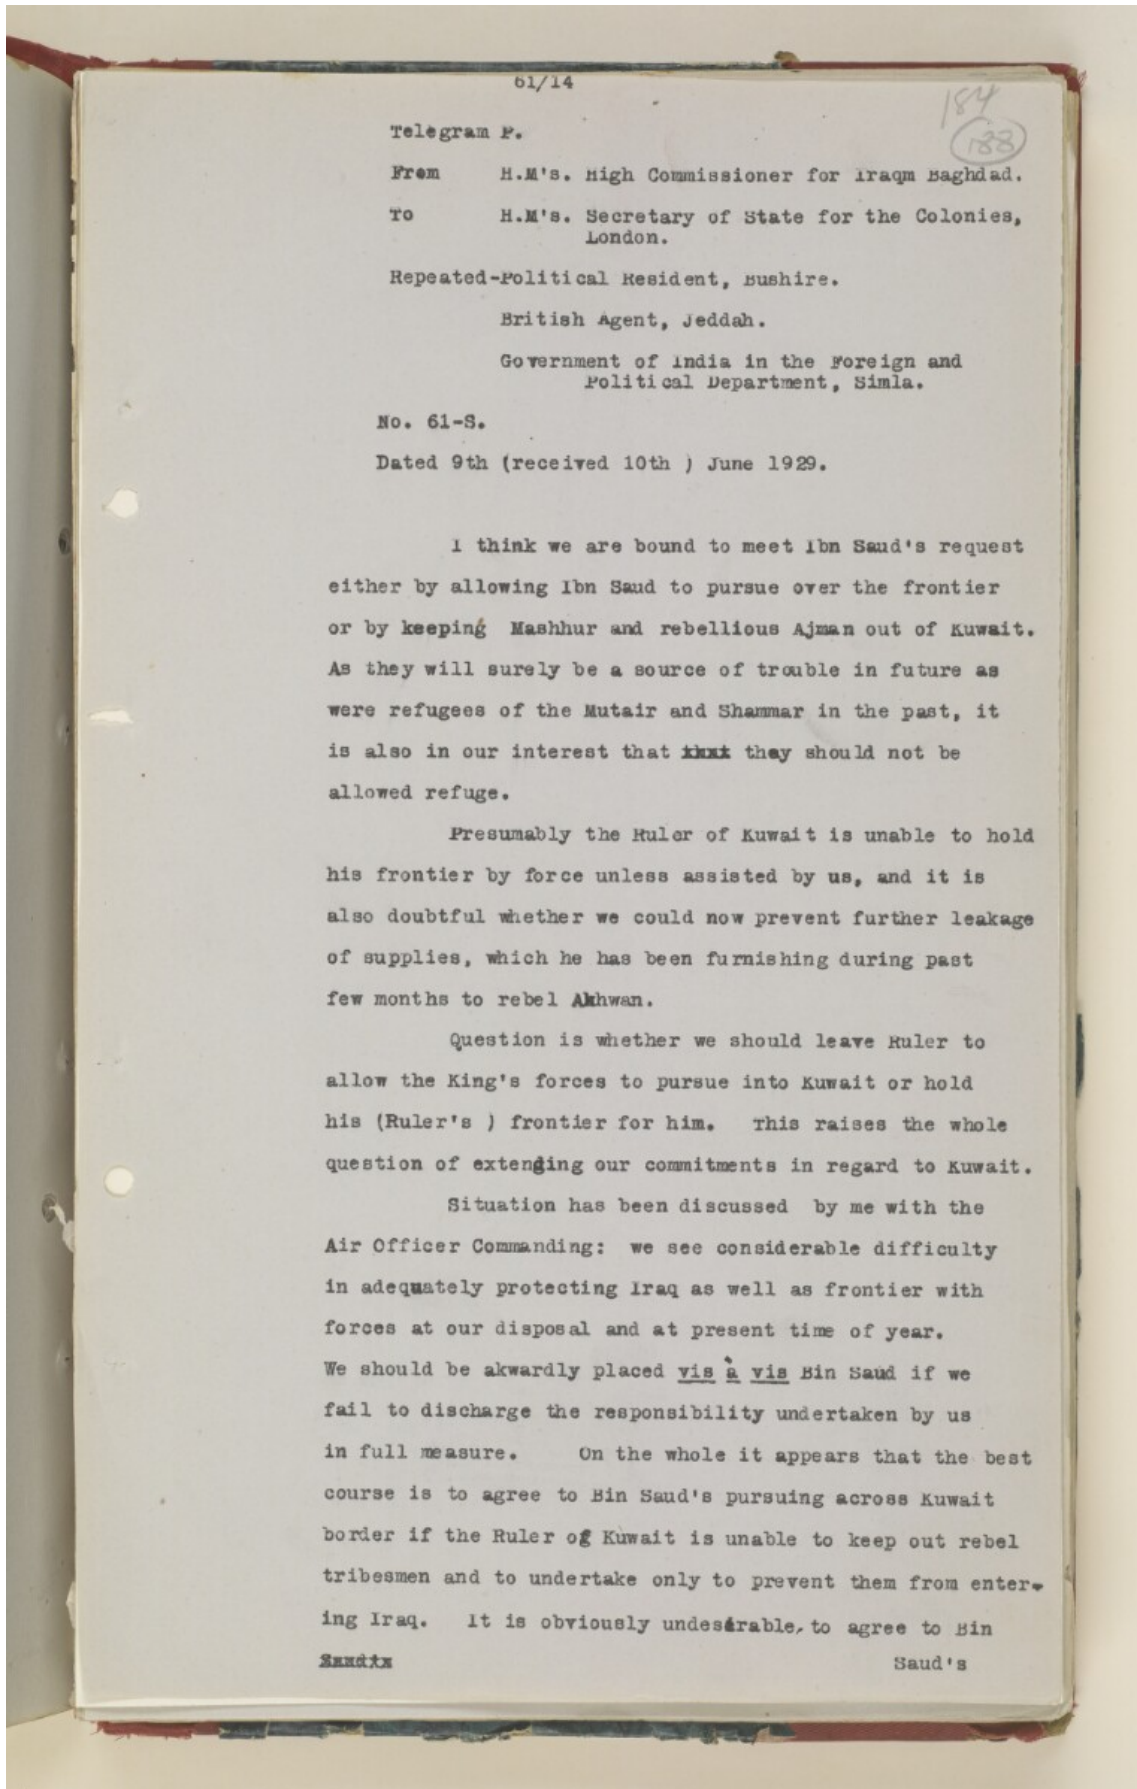 61/14
184
188
Telegram P.
From H.M's. High Commissioner for Iraqm Baghdad.
To H.M's. Secretary of State for the Colonies,
London.
Repeated-Political Resident, Bushire.
British Agent, Jeddah.
Government of India in the Foreign and
Political Department, Simla.
No. 61-S.
Dated 9th (received 10th ) June 1929.
I think we are bound to meet Ibn Saud's request
either by allowing Ibn Saud to pursue over the frontier
or by keeping Mashhur and rebellious Ajman out of Kuwait.
As they will surely be a source of trouble in future as
were refugees of the Mutair and Shammar in the past, it
is also in our interest that they should not be
allowed refuge.
Presumably the Ruler of Kuwait is unable to hold
his frontier by force unless assisted by us, and it is
also doubtful whether we could now prevent further leakage
of supplies, which he has been furnishing during past
few months to rebel Akhwan.
Question is whether we should leave Ruler to
allow the King's forces to pursue into Kuwait or hold
his (Ruler's ) frontier for him. This raises the whole
question of extending our commitments in regard to Kuwait.
Situation has been discussed by me with the
Air Officer Commanding: we see considerable difficulty
in adequately protecting Iraq as well as frontier with
forces at our disposal and at present time of year.
We should be akwardly placed vis à vis Bin Saud if we
fail to discharge the responsibility undertaken by us
in full measure. On the whole it appears that the best
course is to agree to Bin Saud's pursuing across Kuwait
border if the Ruler of Kuwait is unable to keep out rebel
tribesmen and to undertake only to prevent them from enter-
ing Iraq. It is obviously undesirable, to agree to Bin
Saud's